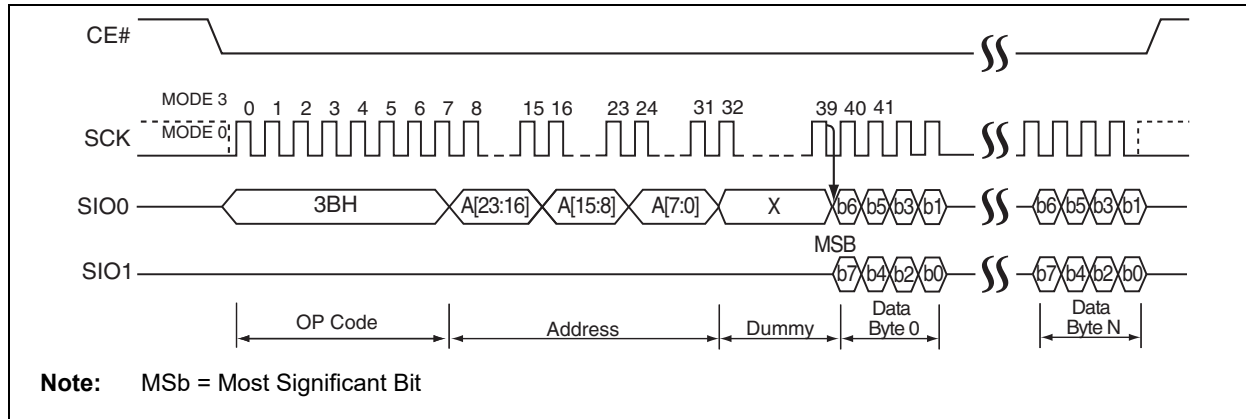 CE#
MODE 3
0 1 2 3 4 5 6 7 8 15 16 23 24 31 32 39 40 41
SCK
MODE 0
SIO0
3BH A[23:16] A[15:8] A[7:0] X b6 b5 b3 b1 b6 b5 b3 b1
MSB
SIO1
b7 b4 b2 b0 b7 b4 b2 b0
OP Code Address Dummy Data Byte 0 Data Byte N
Note: MSb = Most Significant Bit